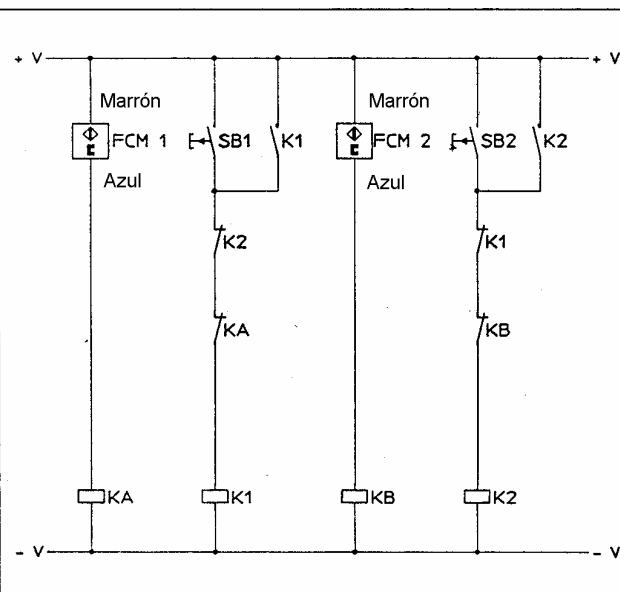 + V + V
Marrón Marrón
FCM 1 SB1 K1 FCM 2 SB2 K2
Azul Azul
K2 K1
KA KB
KA K1 KB K2
- V - V